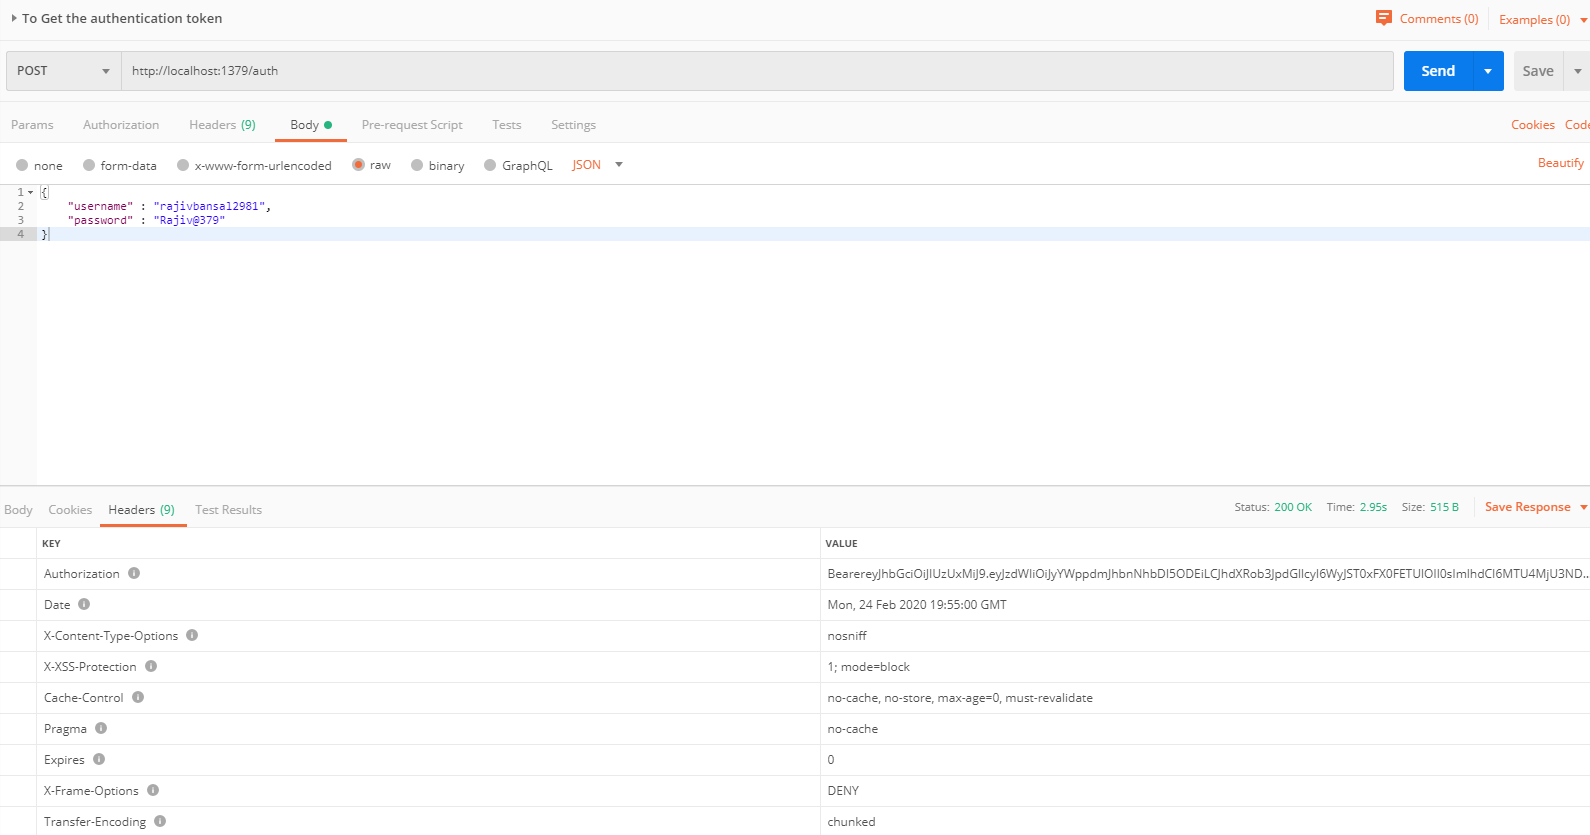 To Get the authentication token
Comments (0) Examples (0)
POST http://localhost:1379/auth Send Save
Params Authorization Headers (9) Body Pre-request Script Tests Settings Cookies Code
none form-data x-www-form-urlencoded raw binary GraphQL JSON Beautify
1 {
2 "username" : "rajivbansal2981",
3 "password" : "Rajiv@379"
4 }
Body Cookies Headers (9) Test Results Status: 200 OK Time: 2.95s Size: 515 B Save Response
KEY VALUE
Authorization BearereyJhbGciOiJIUzUxMiJ9.eyJzdWIiOiJyYWppdmJhbnNhbDI5ODEiLCJhdXRob3JpdGllcyI6WyJST0xFX0FETUlOIl0sImlhdCI6MTU4MjU3ND...
Date Mon, 24 Feb 2020 19:55:00 GMT
X-Content-Type-Options nosniff
X-XSS-Protection 1; mode=block
Cache-Control no-cache, no-store, max-age=0, must-revalidate
Pragma no-cache
Expires 0
X-Frame-Options DENY
Transfer-Encoding chunked